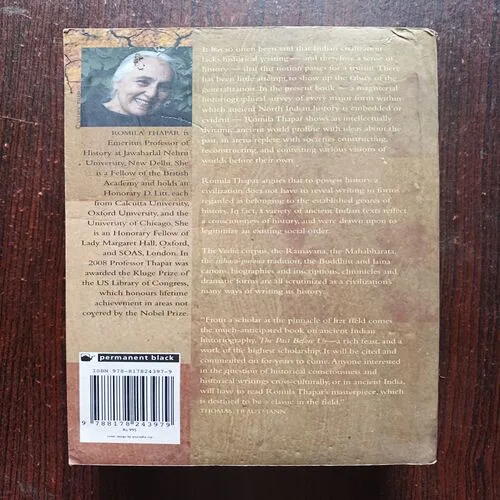 ROMILA THAPAR is
Emeritus Professor of
History at Jawaharlal Nehru
University, New Delhi. She
is a Fellow of the British
Academy and holds an
Honorary D. Litt. each
from Calcutta University,
Oxford University, and the
University of Chicago. She
is an Honorary Fellow of
Lady Margaret Hall, Oxford,
and SOAS, London. In
2008 Professor Thapar was
awarded the Kluge Prize of
the US Library of Congress,
which honours lifetime
achievement in areas not
covered by the Nobel Prize.
permanent black
ISBN 978-817824397-9
9 788178 243979
It has so often been said that Indian civilization
lacks historical writing — and therefore a sense of
history — that this notion passes for a truism. There
has been little attempt to show up the falsity of the
generalization. In the present book — a magisterial
historiographical survey of every major form within
which ancient North Indian history is embodied or
evident — Romila Thapar shows an intellectually
dynamic ancient world profuse with ideas about the
past, an arena replete with societies constructing,
reconstructing, and contesting various visions of
worlds before their own.
Romila Thapar argues that to possess history a
civilization does not have to reveal writing in forms
regarded as belonging to the established genres of
history. In fact, a variety of ancient Indian texts reflect
a consciousness of history, and were drawn upon to
legitimize an existing social order.
The Vedic corpus, the Ramayana, the Mahabharata,
the itihasa-purana tradition, the Buddhist and Jaina
canons, biographies and inscriptions, chronicles and
dramatic forms are all scrutinized as a civilization's
many ways of writing its history.
"From a scholar at the pinnacle of her field comes
the much-anticipated book on ancient Indian
historiography. The Past Before Us—a rich feast, and a
work of the highest scholarship. It will be cited and
commented on for years to come. Anyone interested
in the question of historical consciousness and
historical writings cross-culturally, or in ancient India,
will have to read Romila Thapar's masterpiece, which
is destined to be a classic in the field."
THOMAS TRAUTMANN